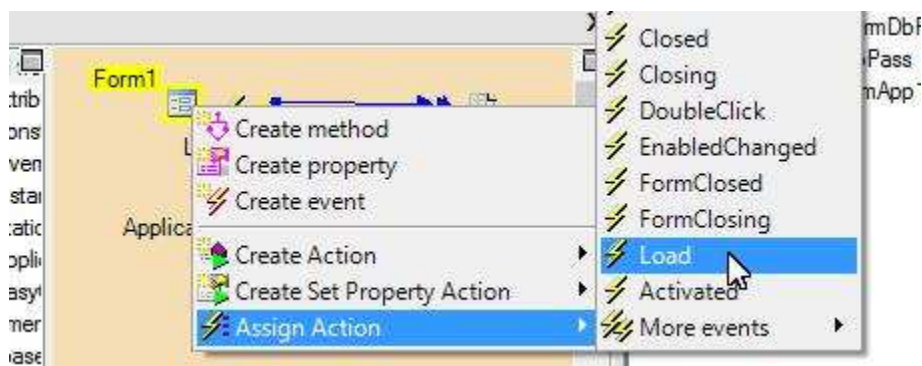 Form1
Create method
Create property
Create event
Create Action
Create Set Property Action
Assign Action
Closed
Closing
DoubleClick
EnabledChanged
FormClosed
FormClosing
Load
Activated
More events
Pass